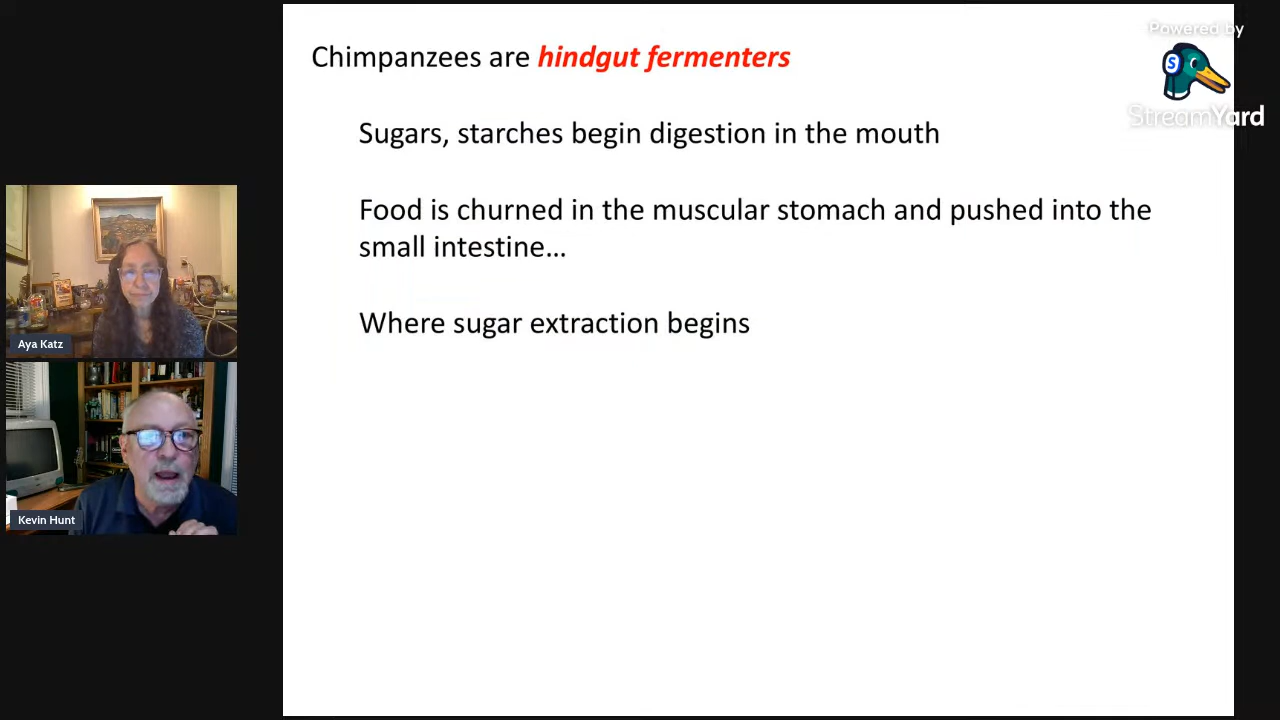 Chimpanzees are hindgut fermenters
Sugars, starches begin digestion in the mouth
Food is churned in the muscular stomach and pushed into the
small intestine…
Where sugar extraction begins
Powered by
S
StreamYard
Aya Katz
Kevin Hunt